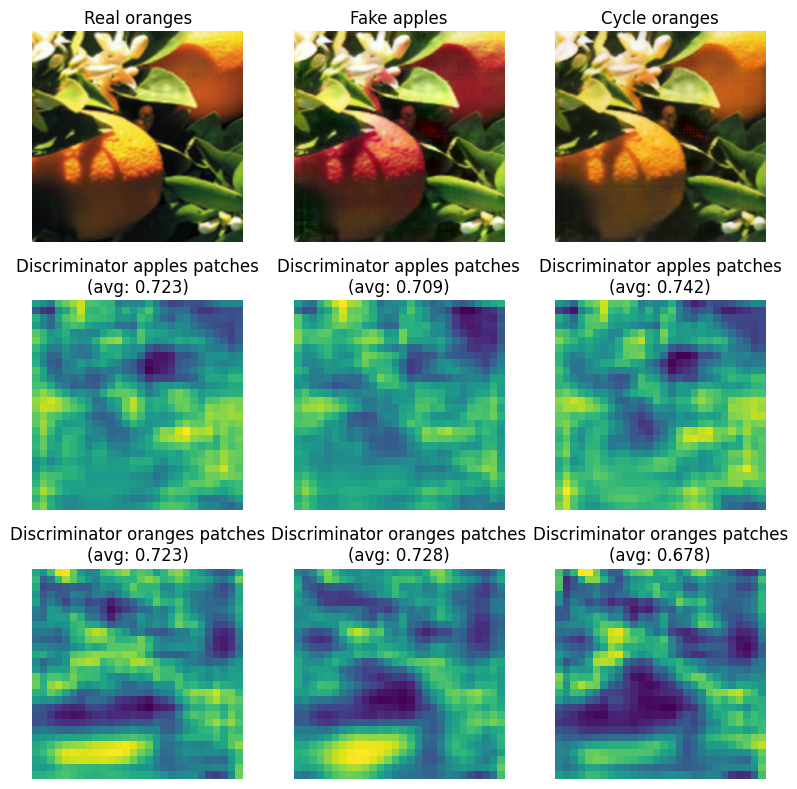 Real oranges
Fake apples
Cycle oranges
Discriminator apples patches
(avg: 0.723)
Discriminator apples patches
(avg: 0.709)
Discriminator apples patches
(avg: 0.742)
Discriminator oranges patches
(avg: 0.723)
Discriminator oranges patches
(avg: 0.728)
Discriminator oranges patches
(avg: 0.678)